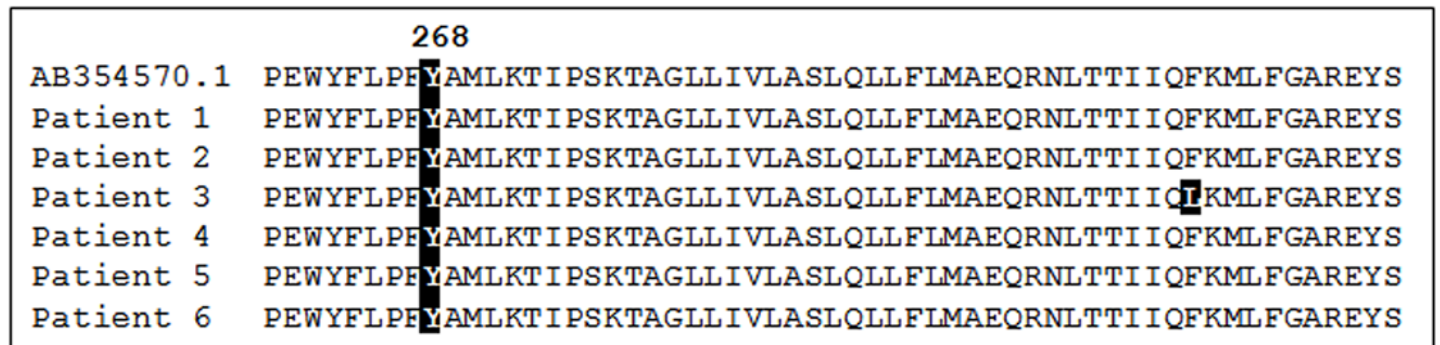 268
AB354570.1 PEWYFLPFYAMLKTIPSKTAGLLIVLASLQLLFLMAEQRNLTTIIQFKMLFGAREYS
Patient 1 PEWYFLPFYAMLKTIPSKTAGLLIVLASLQLLFLMAEQRNLTTIIQFKMLFGAREYS
Patient 2 PEWYFLPFYAMLKTIPSKTAGLLIVLASLQLLFLMAEQRNLTTIIQFKMLFGAREYS
Patient 3 PEWYFLPFYAMLKTIPSKTAGLLIVLASLQLLFLMAEQRNLTTIIQLKMLFGAREYS
Patient 4 PEWYFLPFYAMLKTIPSKTAGLLIVLASLQLLFLMAEQRNLTTIIQFKMLFGAREYS
Patient 5 PEWYFLPFYAMLKTIPSKTAGLLIVLASLQLLFLMAEQRNLTTIIQFKMLFGAREYS
Patient 6 PEWYFLPFYAMLKTIPSKTAGLLIVLASLQLLFLMAEQRNLTTIIQFKMLFGAREYS